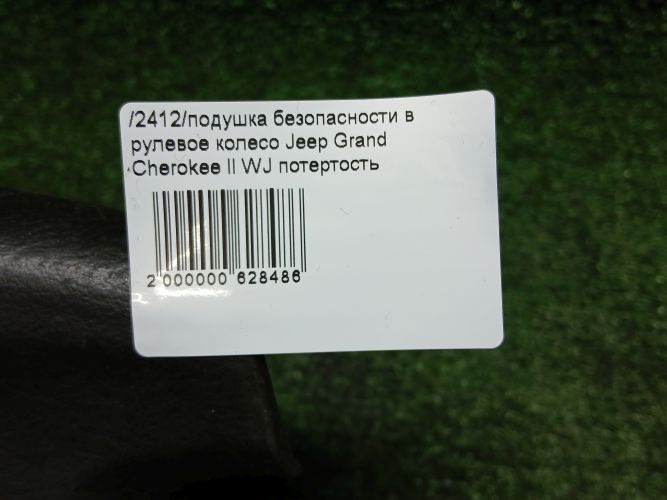 /2412/подушка безопасности в
рулевое колесо Jeep Grand
Cherokee II WJ потертость
2 000000 628486